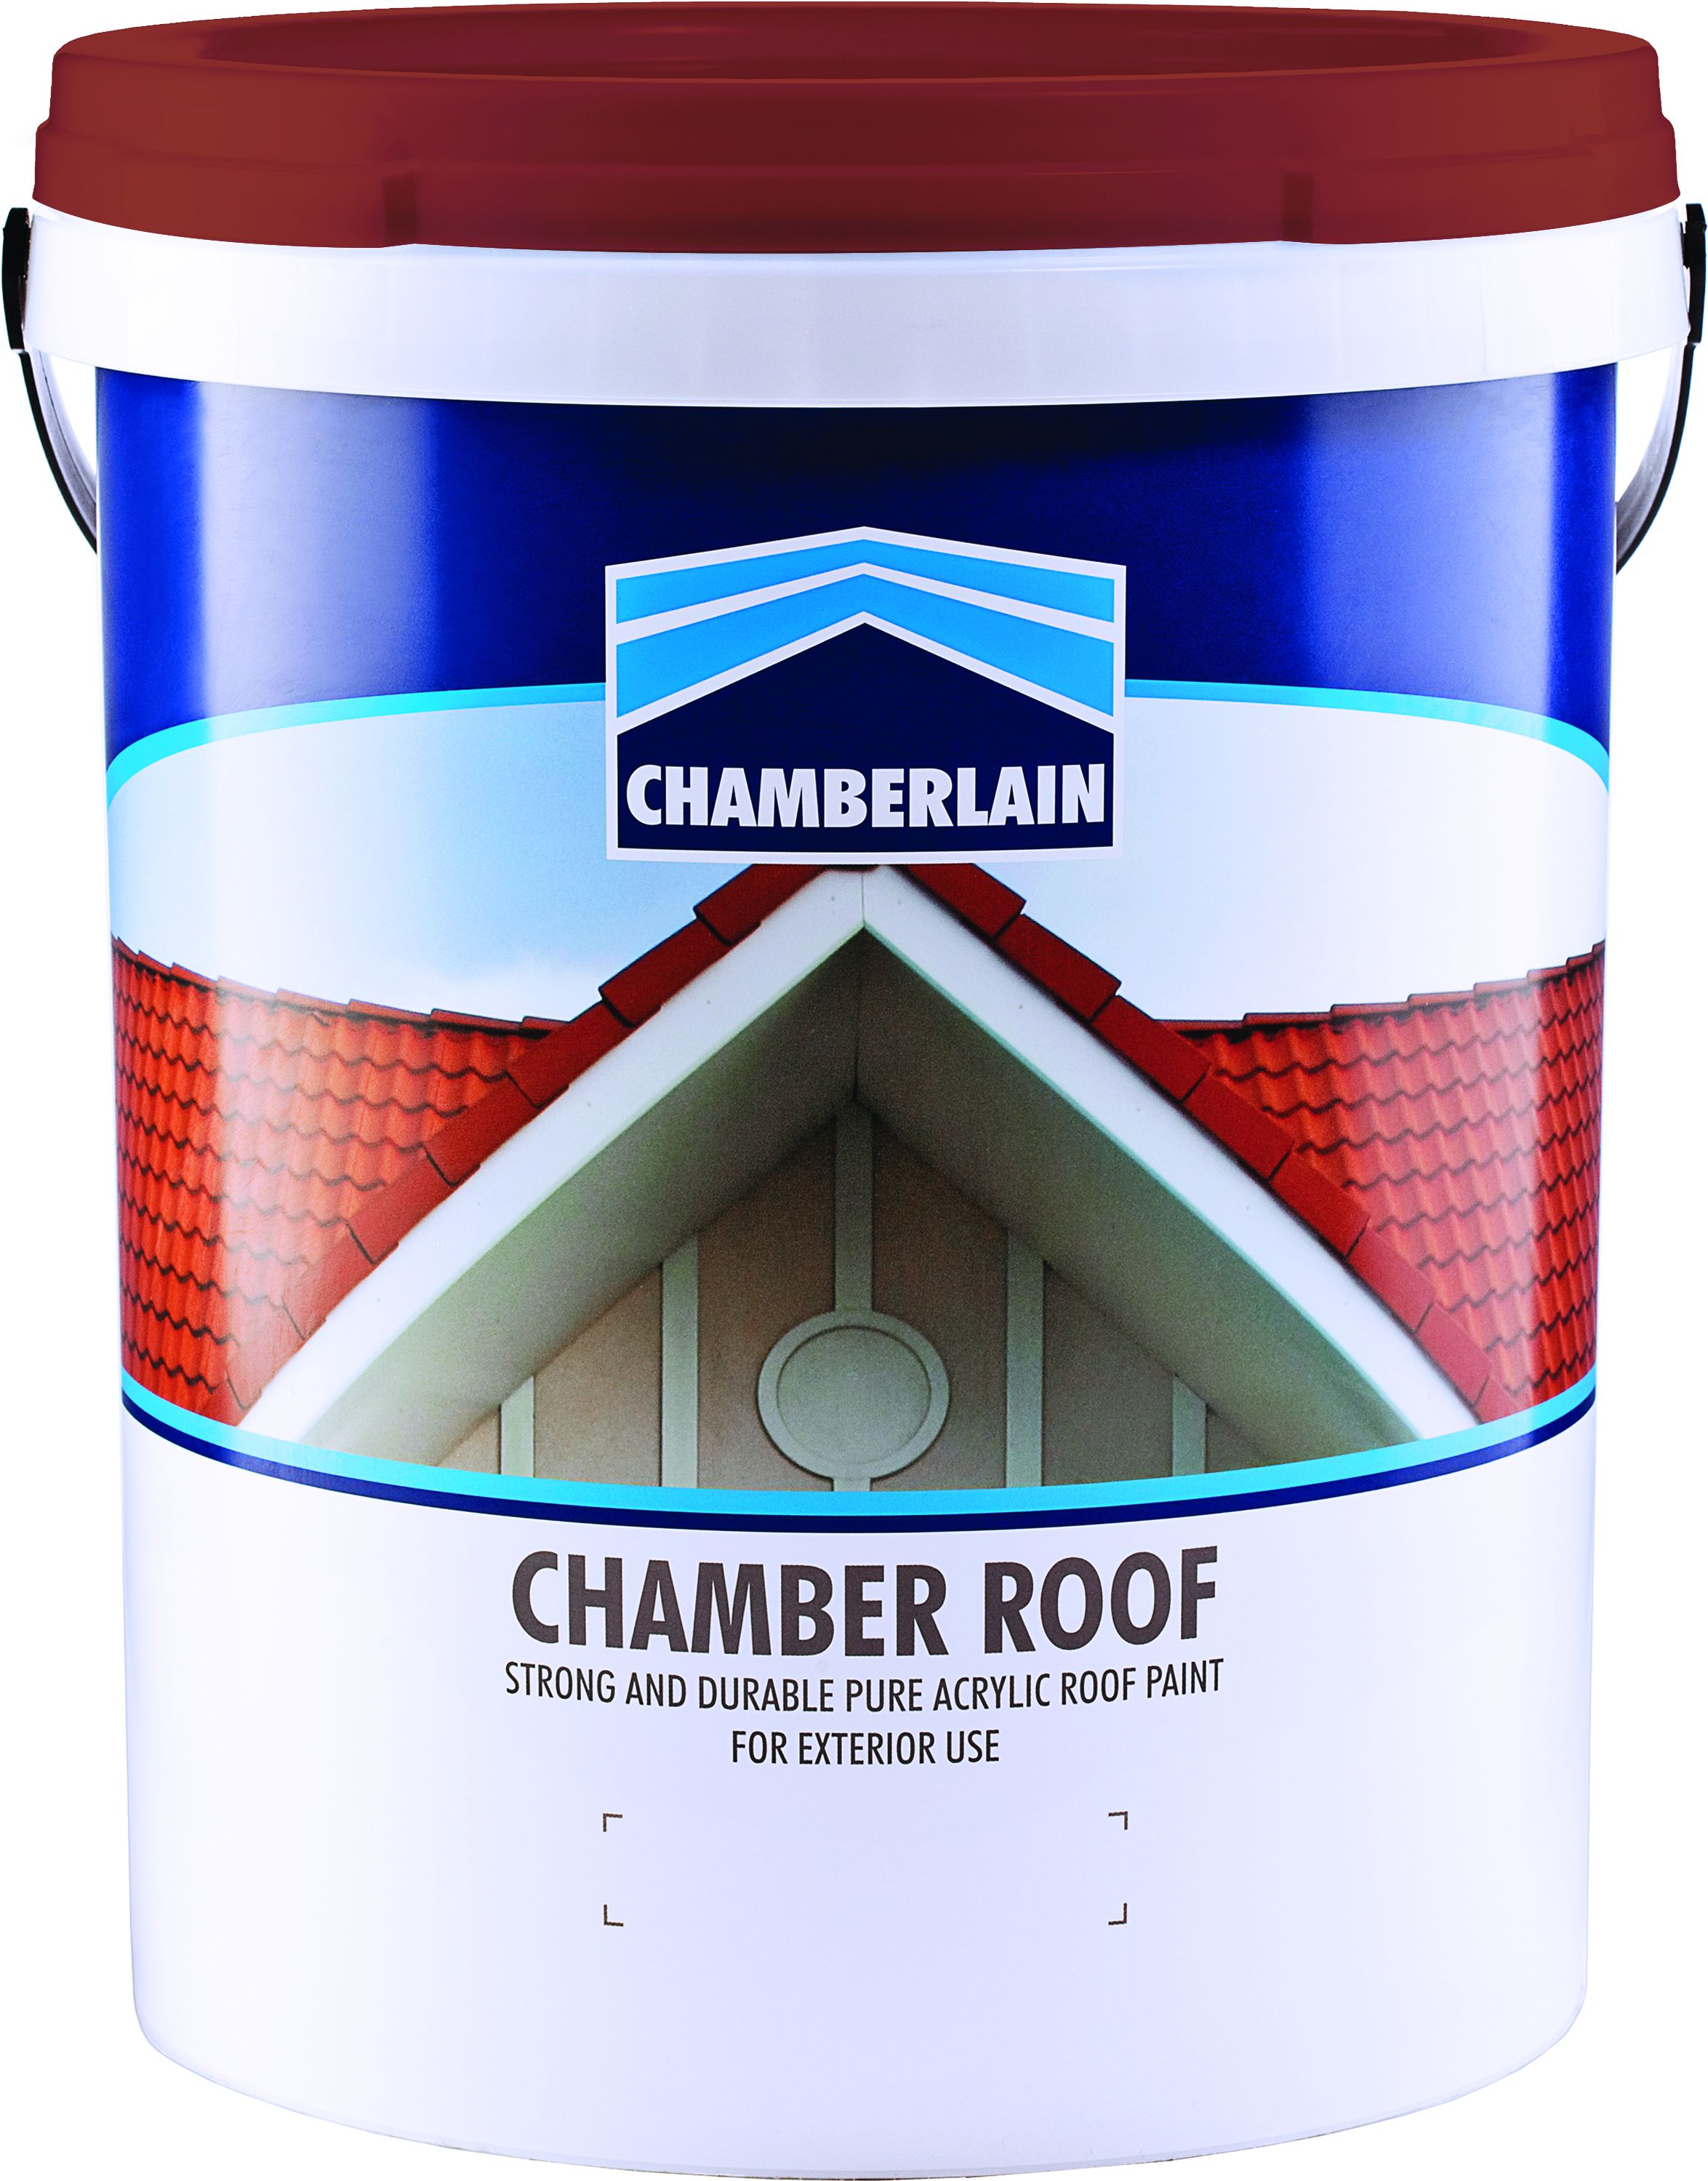 CHAMBERLAIN
CHAMBER ROOF
STRONG AND DURABLE PURE ACRYLIC ROOF PAINT
FOR EXTERIOR USE